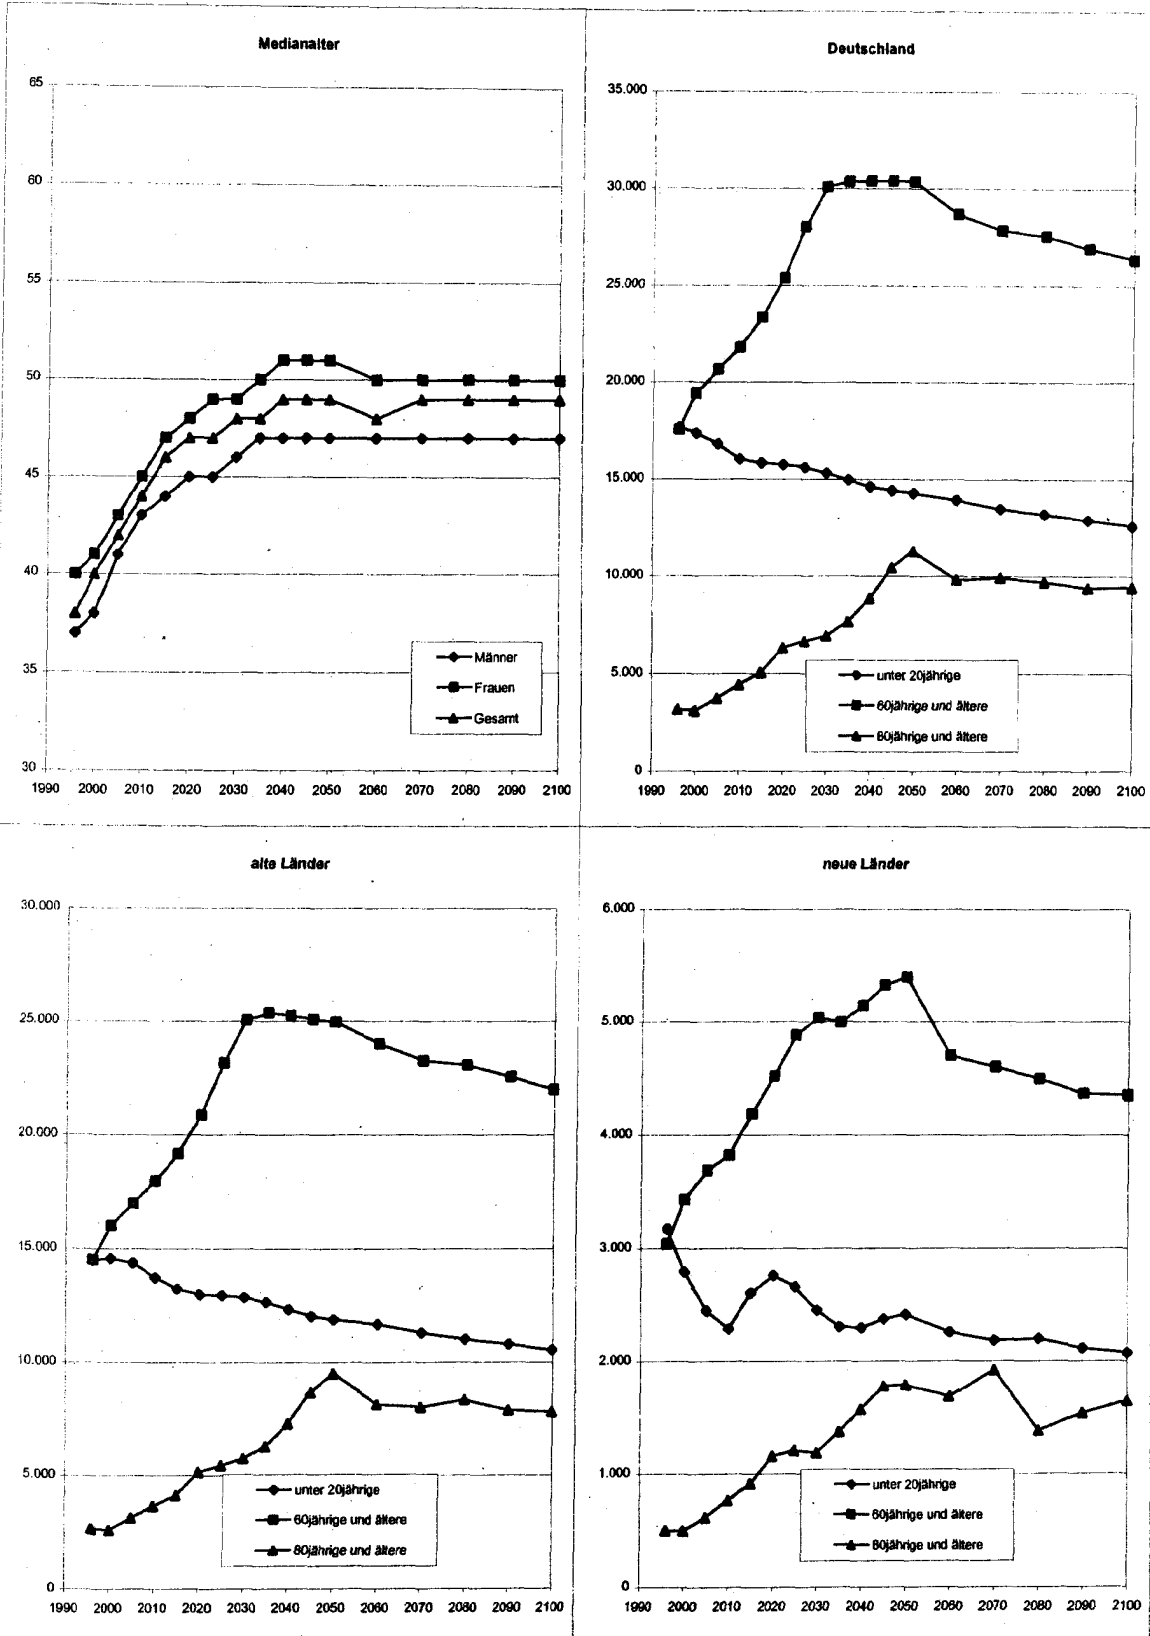 Medianalter
65
60
55
50
45
40
35
30
1990 2000 2010 2020 2030 2040 2050 2060 2070 2080 2090 2100
Männer
Frauen
Gesamt
Deutschland
35.000
30.000
25.000
20.000
15.000
10.000
5.000
0
1990 2000 2010 2020 2030 2040 2050 2060 2070 2080 2090 2100
unter 20jährige
60jährige und ältere
80jährige und ältere
alte Länder
30.000
25.000
20.000
15.000
10.000
5.000
0
1990 2000 2010 2020 2030 2040 2050 2060 2070 2080 2090 2100
unter 20jährige
60jährige und ältere
80jährige und ältere
neue Länder
6.000
5.000
4.000
3.000
2.000
1.000
0
1990 2000 2010 2020 2030 2040 2050 2060 2070 2080 2090 2100
unter 20jährige
60jährige und ältere
80jährige und ältere